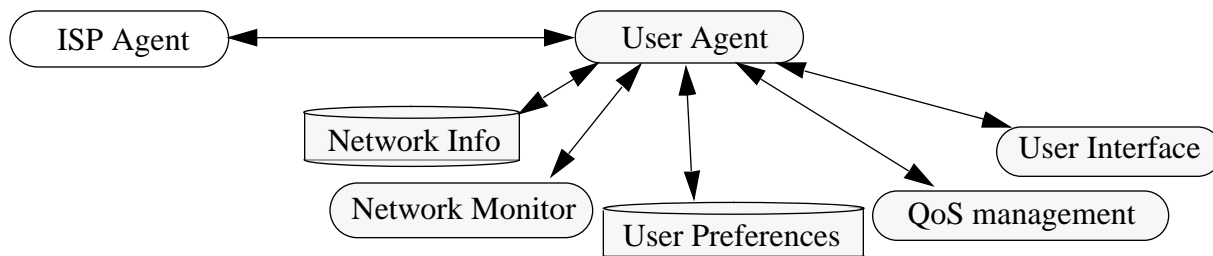 ISP Agent
User Agent
Network Info
User Interface
Network Monitor
User Preferences
QoS management